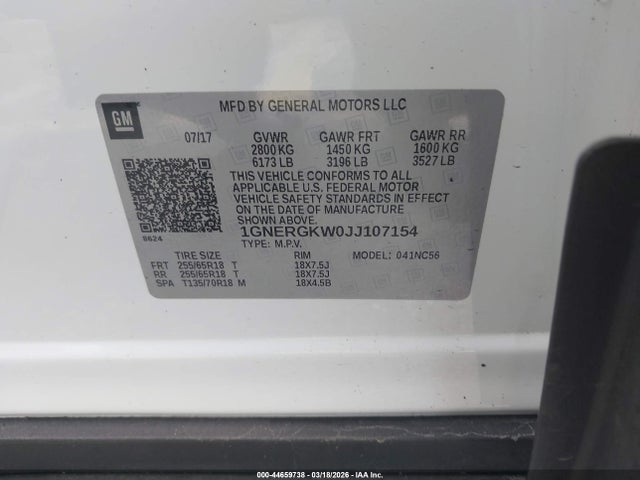 GM
MFD BY GENERAL MOTORS LLC
07/17 GVWR GAWR FRT GAWR RR
2800 KG 1450 KG 1600 KG
6173 LB 3196 LB 3527 LB
THIS VEHICLE CONFORMS TO ALL
APPLICABLE U.S. FEDERAL MOTOR
VEHICLE SAFETY STANDARDS IN EFFECT
ON THE DATE OF MANUFACTURE
SHOWN ABOVE.
8624 1GNERGKW0JJ107154
TYPE: M.P.V. MODEL: 041NC56
TIRE SIZE RIM
FRT 255/65R18 T 18X7.5J
RR 255/65R18 T 18X7.5J
SPA T135/70R18 M 18X4.5B
000-44659738 - 03/18/2026 - IAA Inc.